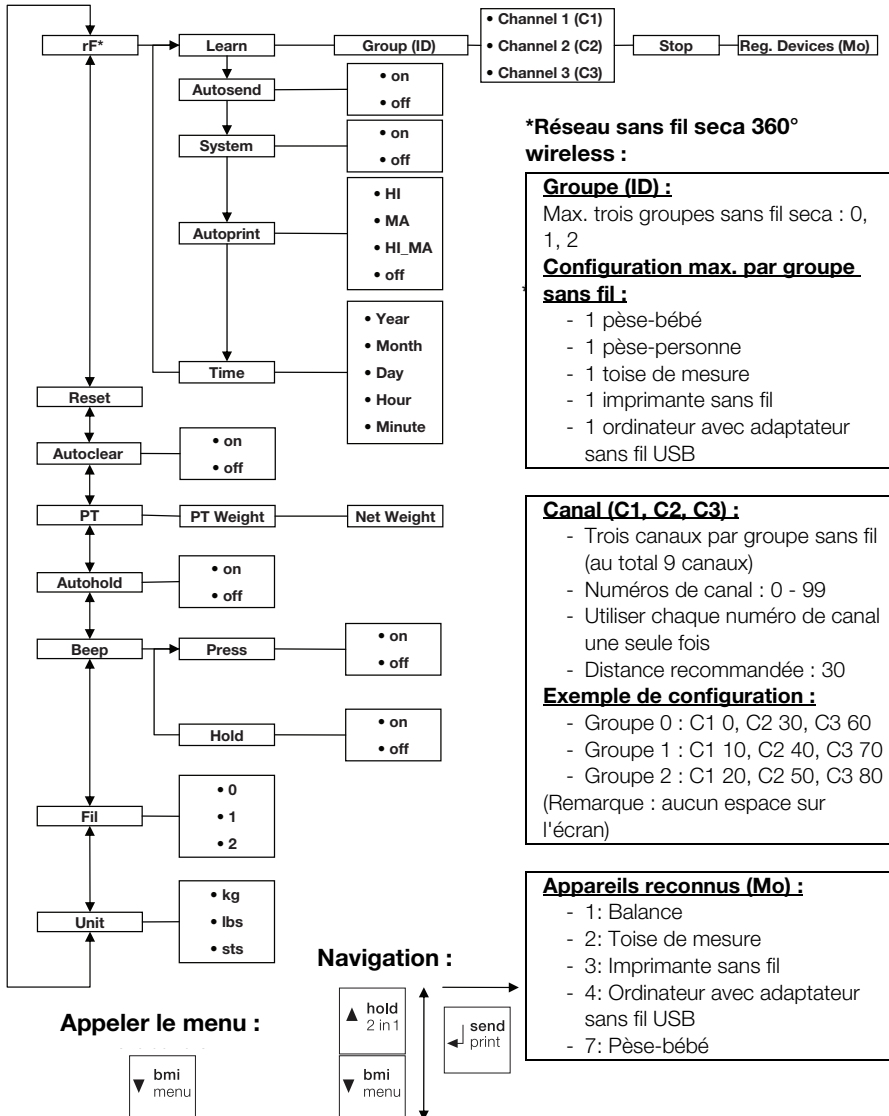 rF*
Learn
Group (ID)
• Channel 1 (C1)
• Channel 2 (C2)
• Channel 3 (C3)
Stop
Reg. Devices (Mo)
Autosend
• on
• off
System
• on
• off
Autoprint
• HI
• MA
• HI_MA
• off
Time
• Year
• Month
• Day
• Hour
• Minute
Reset
Autoclear
• on
• off
PT
PT Weight
Net Weight
Autohold
• on
• off
Beep
Press
• on
• off
Hold
• on
• off
Fil
• 0
• 1
• 2
Unit
• kg
• lbs
• sts
*Réseau sans fil seca 360°
wireless :
Groupe (ID) :
Max. trois groupes sans fil seca : 0,
1, 2
Configuration max. par groupe
sans fil :
- 1 pèse-bébé
- 1 pèse-personne
- 1 toise de mesure
- 1 imprimante sans fil
- 1 ordinateur avec adaptateur
sans fil USB
Canal (C1, C2, C3) :
- Trois canaux par groupe sans fil
(au total 9 canaux)
- Numéros de canal : 0 - 99
- Utiliser chaque numéro de canal
une seule fois
- Distance recommandée : 30
Exemple de configuration :
- Groupe 0 : C1 0, C2 30, C3 60
- Groupe 1 : C1 10, C2 40, C3 70
- Groupe 2 : C1 20, C2 50, C3 80
(Remarque : aucun espace sur
l'écran)
Appareils reconnus (Mo) :
- 1: Balance
- 2: Toise de mesure
- 3: Imprimante sans fil
- 4: Ordinateur avec adaptateur
sans fil USB
- 7: Pèse-bébé
Appeler le menu :
bmi
menu
Navigation :
hold
2 in 1
bmi
menu
send
print